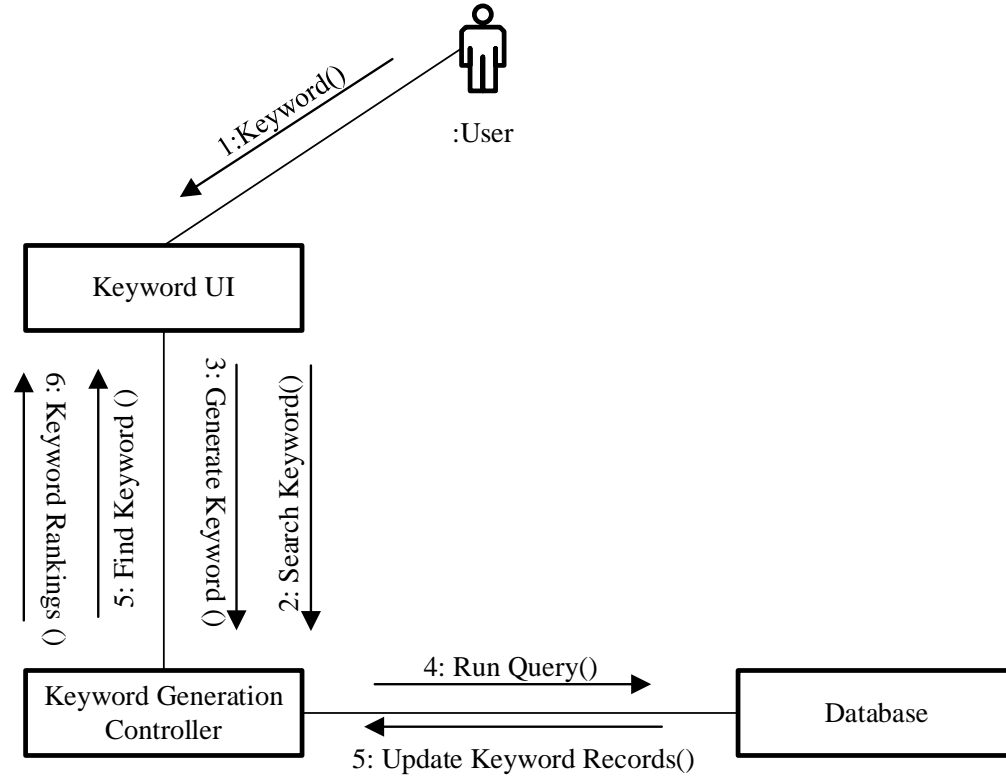 1:Keyword()
:User
Keyword UI
6: Keyword Rankings ()
5: Find Keyword ()
3: Generate Keyword ()
2: Search Keyword()
Keyword Generation
Controller
4: Run Query()
5: Update Keyword Records()
Database